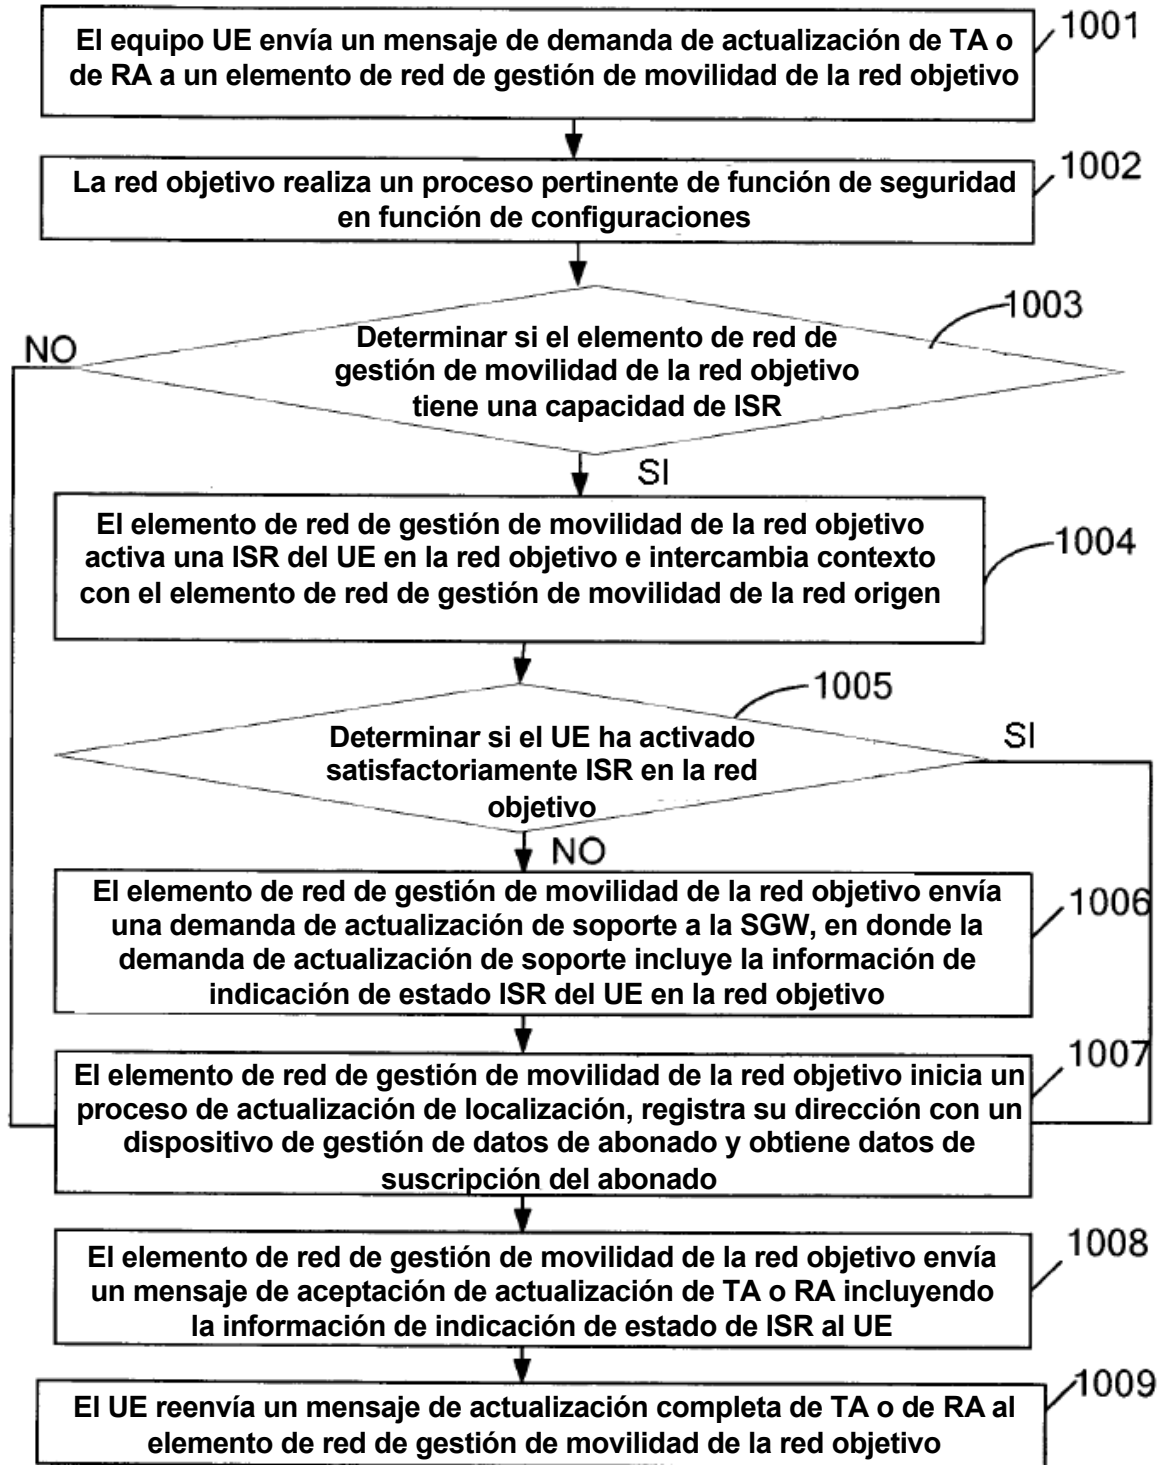 El equipo UE envía un mensaje de demanda de actualización de TA o
de RA a un elemento de red de gestión de movilidad de la red objetivo
1001
La red objetivo realiza un proceso pertinente de función de seguridad
en función de configuraciones
1002
Determinar si el elemento de red de
gestión de movilidad de la red objetivo
tiene una capacidad de ISR
1003
NO
SI
El elemento de red de gestión de movilidad de la red objetivo
activa una ISR del UE en la red objetivo e intercambia contexto
con el elemento de red de gestión de movilidad de la red origen
1004
Determinar si el UE ha activado
satisfactoriamente ISR en la red
objetivo
1005
SI
NO
El elemento de red de gestión de movilidad de la red objetivo envía
una demanda de actualización de soporte a la SGW, en donde la
demanda de actualización de soporte incluye la información de
indicación de estado ISR del UE en la red objetivo
1006
El elemento de red de gestión de movilidad de la red objetivo inicia un
proceso de actualización de localización, registra su dirección con un
dispositivo de gestión de datos de abonado y obtiene datos de
suscripción del abonado
1007
El elemento de red de gestión de movilidad de la red objetivo envía
un mensaje de aceptación de actualización de TA o RA incluyendo
la información de indicación de estado de ISR al UE
1008
El UE reenvía un mensaje de actualización completa de TA o de RA al
elemento de red de gestión de movilidad de la red objetivo
1009